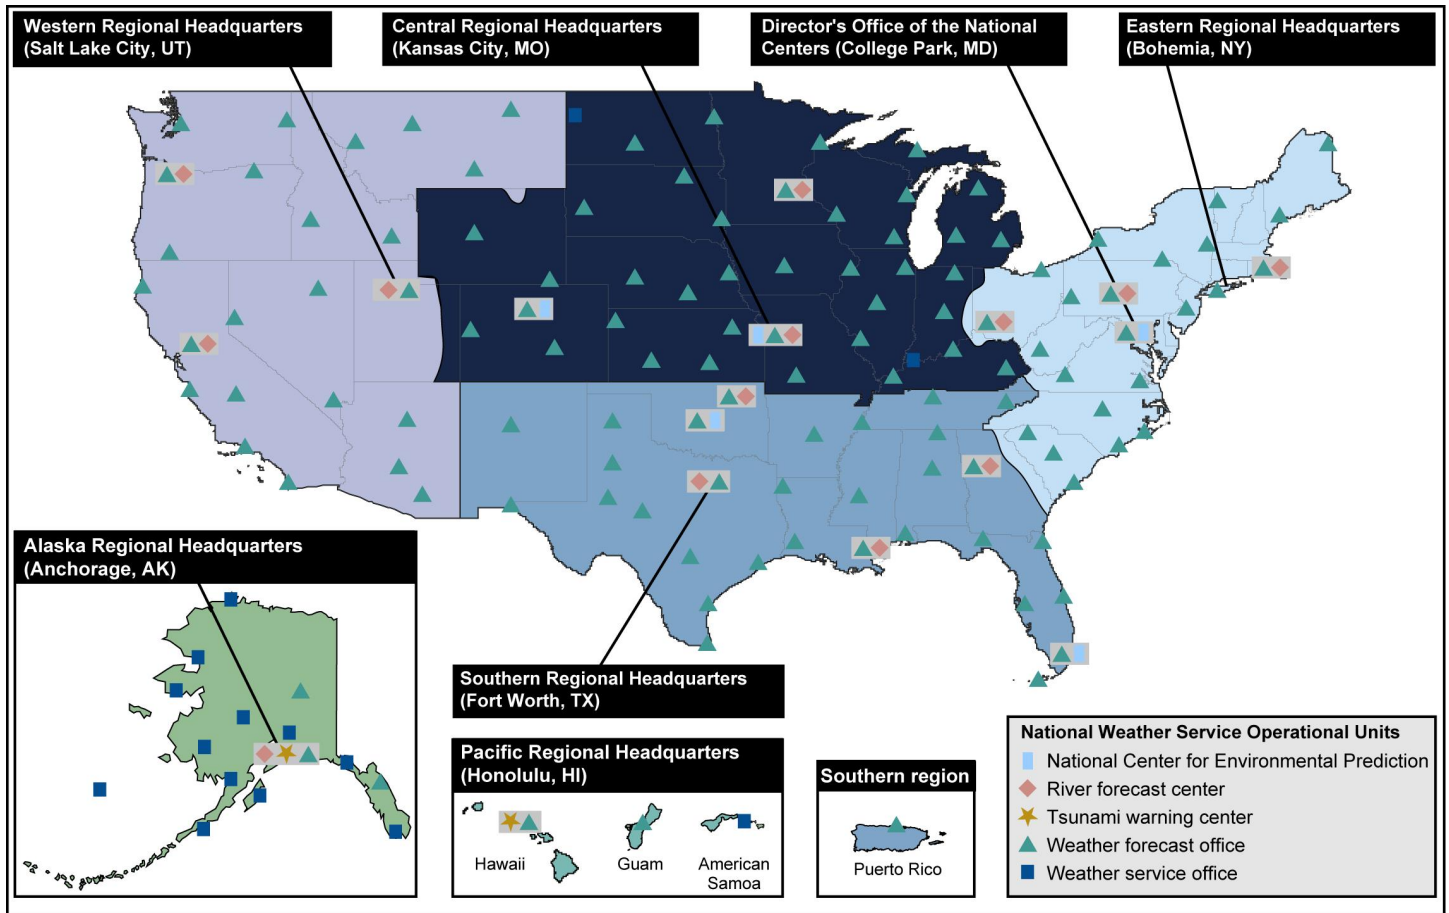 Western Regional Headquarters
(Salt Lake City, UT)
Central Regional Headquarters
(Kansas City, MO)
Director's Office of the National
Centers (College Park, MD)
Eastern Regional Headquarters
(Bohemia, NY)
Alaska Regional Headquarters
(Anchorage, AK)
Southern Regional Headquarters
(Fort Worth, TX)
Pacific Regional Headquarters
(Honolulu, HI)
Hawaii
Guam
American
Samoa
Southern region
Puerto Rico
National Weather Service Operational Units
National Center for Environmental Prediction
River forecast center
Tsunami warning center
Weather forecast office
Weather service office